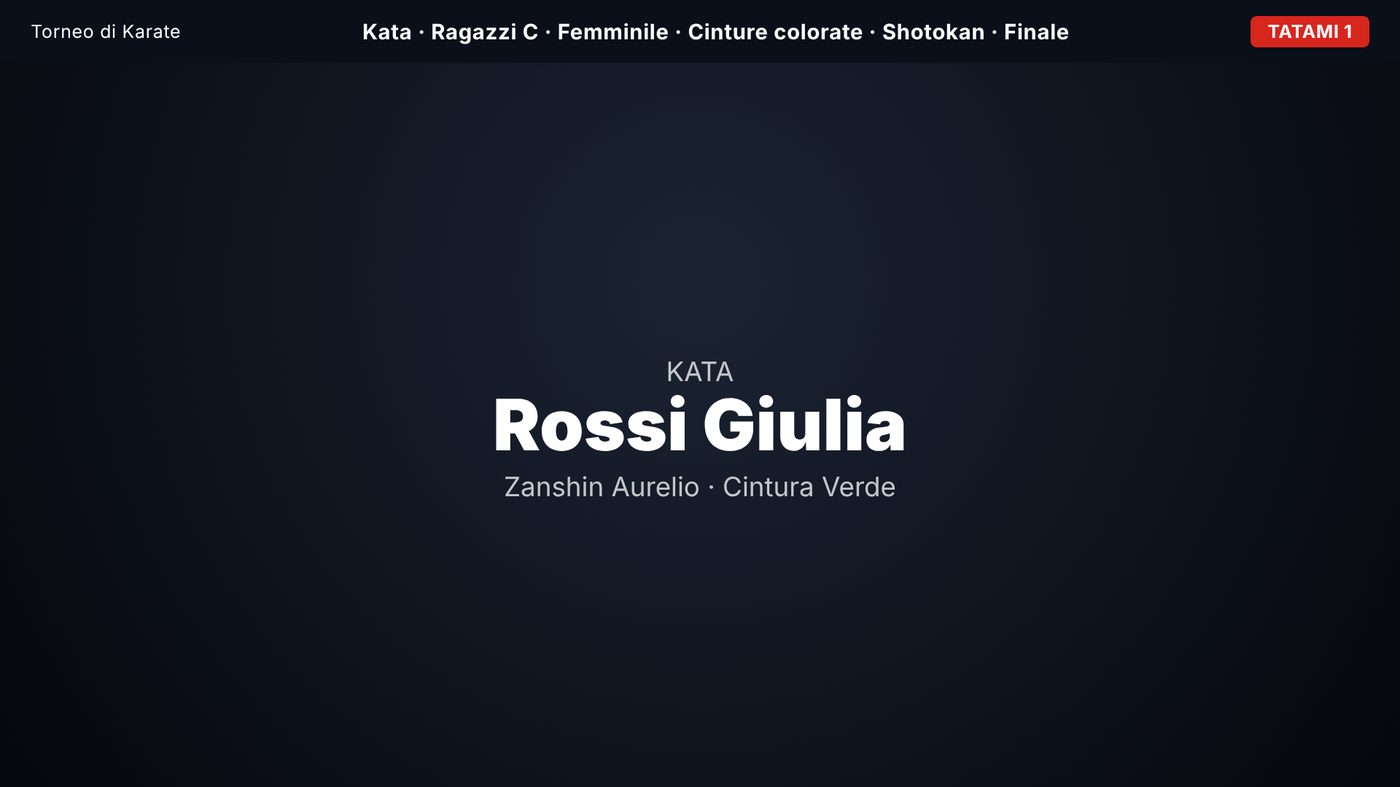 Torneo di Karate
Kata · Ragazzi C · Femminile · Cinture colorate · Shotokan · Finale
TATAMI 1
KATA
Rossi Giulia
Zanshin Aurelio · Cintura Verde